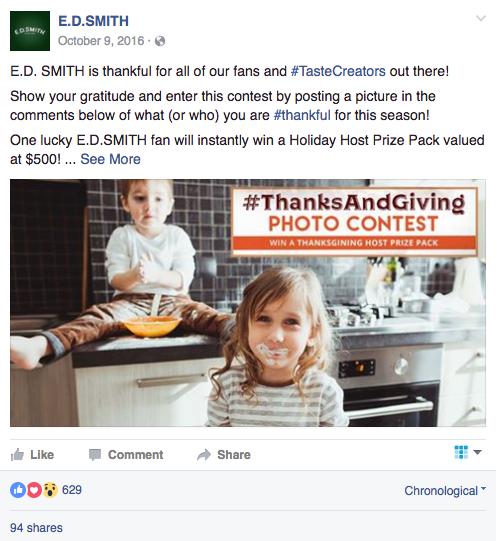 E.D.SMITH
E.D.SMITH
October 9, 2016 ·
E.D. SMITH is thankful for all of our fans and #TasteCreators out there!
Show your gratitude and enter this contest by posting a picture in the
comments below of what (or who) you are #thankful for this season!
One lucky E.D.SMITH fan will instantly win a Holiday Host Prize Pack valued
at $500! ... See More
#ThanksAndGiving
PHOTO CONTEST
WIN A THANKSGINING HOST PRIZE PACK
Like Comment Share
629 Chronological
94 shares